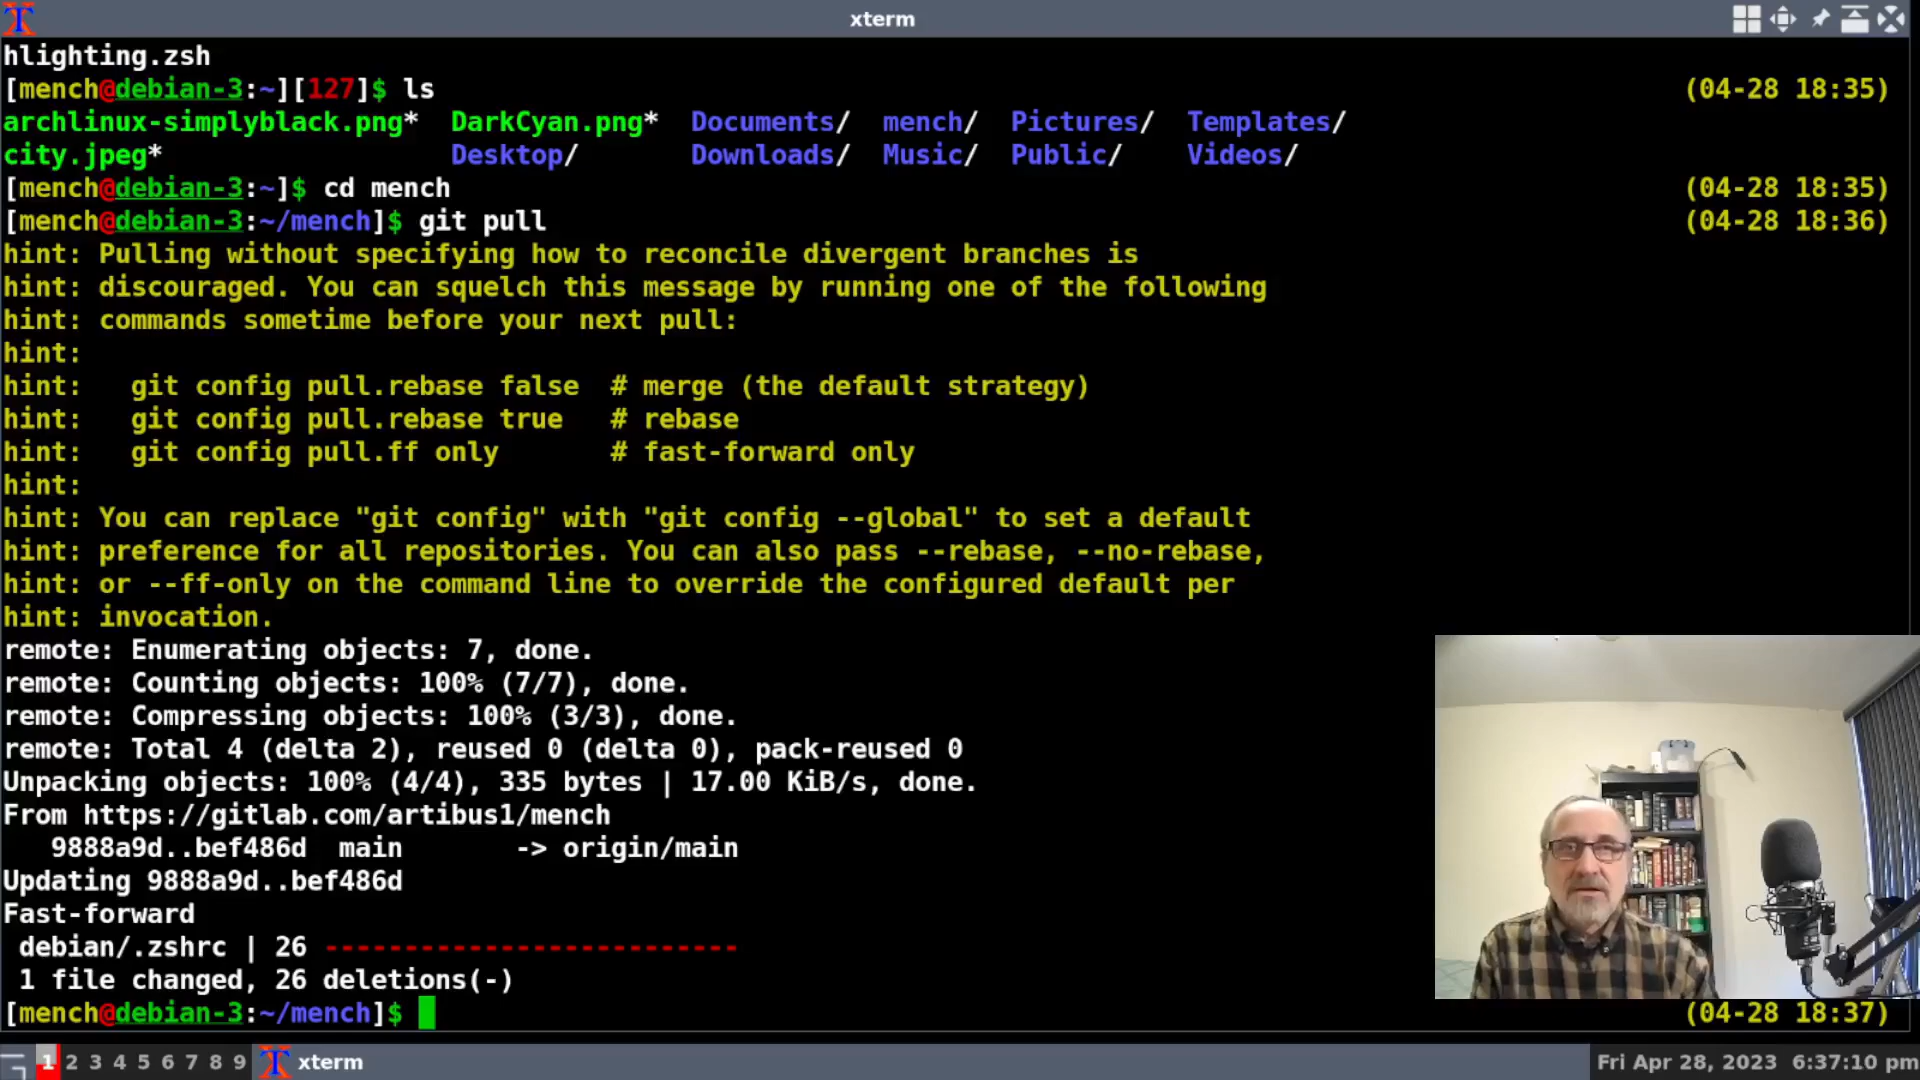 xterm
hlighting.zsh
[mench@debian-3:~][127]$ ls (04-28 18:35)
archlinux-simplyblack.png* DarkCyan.png* Documents/ mench/ Pictures/ Templates/
city.jpeg* Desktop/ Downloads/ Music/ Public/ Videos/
[mench@debian-3:~]$ cd mench (04-28 18:35)
[mench@debian-3:~/mench]$ git pull (04-28 18:36)
hint: Pulling without specifying how to reconcile divergent branches is
hint: discouraged. You can squelch this message by running one of the following
hint: commands sometime before your next pull:
hint:
hint:   git config pull.rebase false  # merge (the default strategy)
hint:   git config pull.rebase true   # rebase
hint:   git config pull.ff only       # fast-forward only
hint:
hint: You can replace "git config" with "git config --global" to set a default
hint: preference for all repositories. You can also pass --rebase, --no-rebase,
hint: or --ff-only on the command line to override the configured default per
hint: invocation.
remote: Enumerating objects: 7, done.
remote: Counting objects: 100% (7/7), done.
remote: Compressing objects: 100% (3/3), done.
remote: Total 4 (delta 2), reused 0 (delta 0), pack-reused 0
Unpacking objects: 100% (4/4), 335 bytes | 17.00 KiB/s, done.
From https://gitlab.com/artibus1/mench
   9888a9d..bef486d  main       -> origin/main
Updating 9888a9d..bef486d
Fast-forward
 debian/.zshrc | 26 --------------------------
 1 file changed, 26 deletions(-)
[mench@debian-3:~/mench]$ (04-28 18:37)
1 2 3 4 5 6 7 8 9 xterm Fri Apr 28, 2023 6:37:10 pm